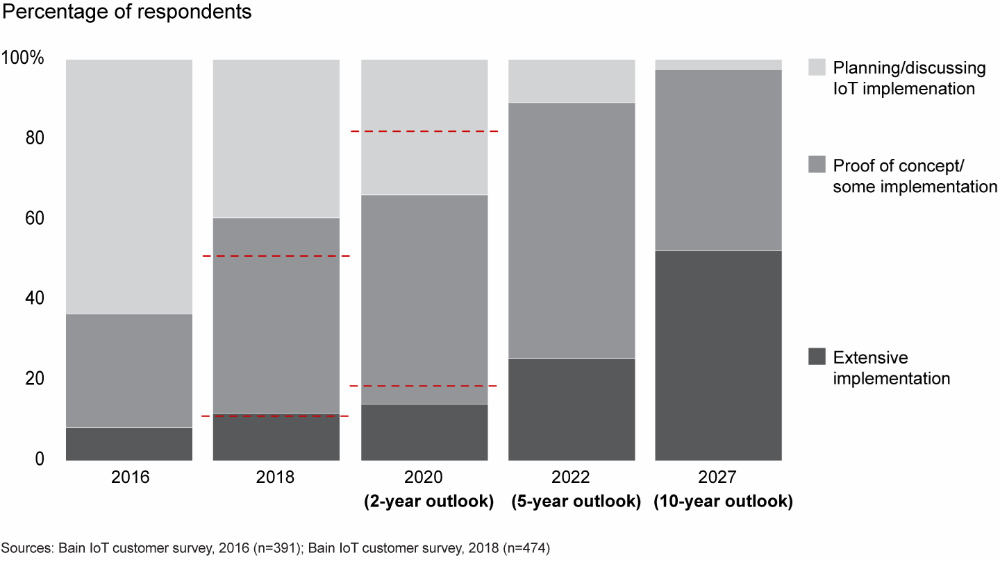 Percentage of respondents
100%
80
60
40
20
0
2016
2018
2020
2022
2027
(2-year outlook)
(5-year outlook)
(10-year outlook)
Planning/discussing
IoT implemenation
Proof of concept/
some implementation
Extensive
implementation
Sources: Bain IoT customer survey, 2016 (n=391); Bain IoT customer survey, 2018 (n=474)